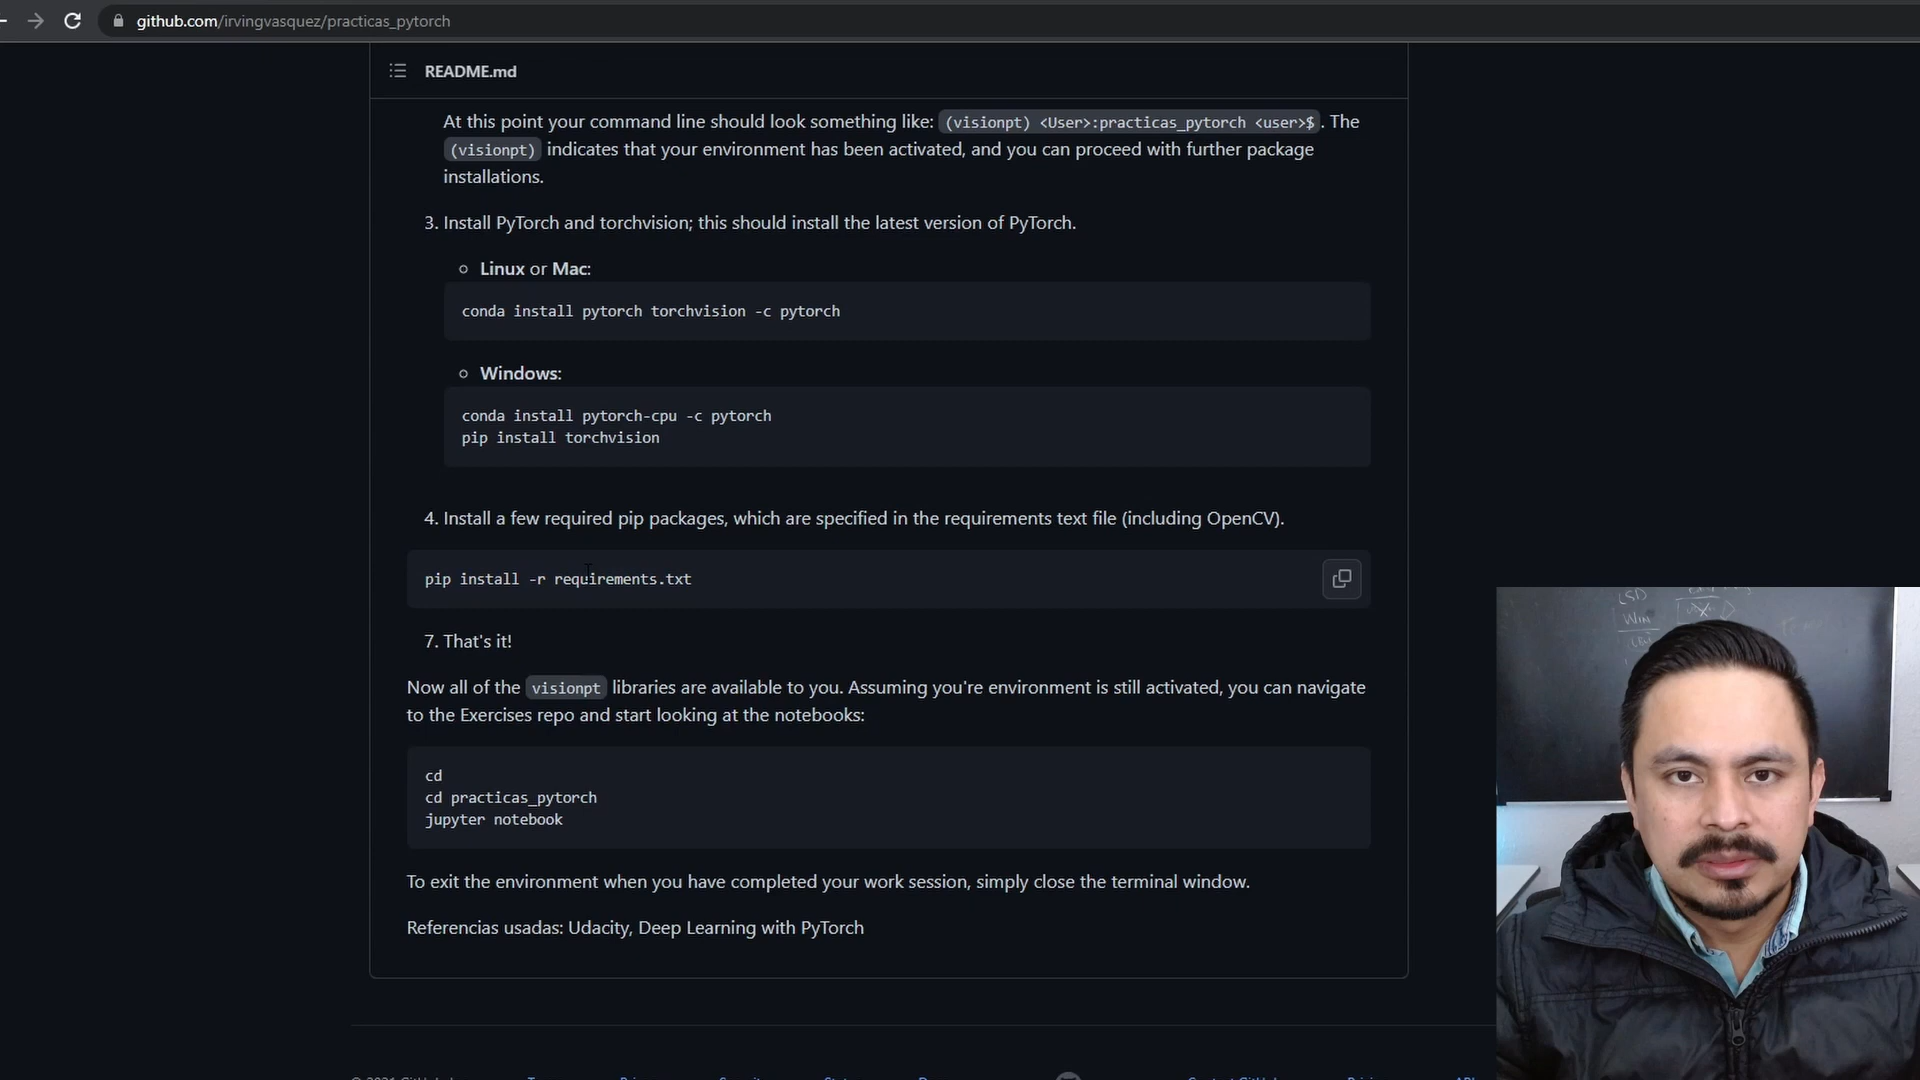 github.com/irvingvasquez/practicas_pytorch
README.md
At this point your command line should look something like: (visionpt) <User>:practicas_pytorch <user>$ . The
(visionpt) indicates that your environment has been activated, and you can proceed with further package
installations.
3. Install PyTorch and torchvision; this should install the latest version of PyTorch.
Linux or Mac:
conda install pytorch torchvision -c pytorch
Windows:
conda install pytorch-cpu -c pytorch
pip install torchvision
4. Install a few required pip packages, which are specified in the requirements text file (including OpenCV).
pip install -r requirements.txt
7. That's it!
Now all of the visionpt libraries are available to you. Assuming you're environment is still activated, you can navigate
to the Exercises repo and start looking at the notebooks:
cd
cd practicas_pytorch
jupyter notebook
To exit the environment when you have completed your work session, simply close the terminal window.
Referencias usadas: Udacity, Deep Learning with PyTorch
LSD
WIN